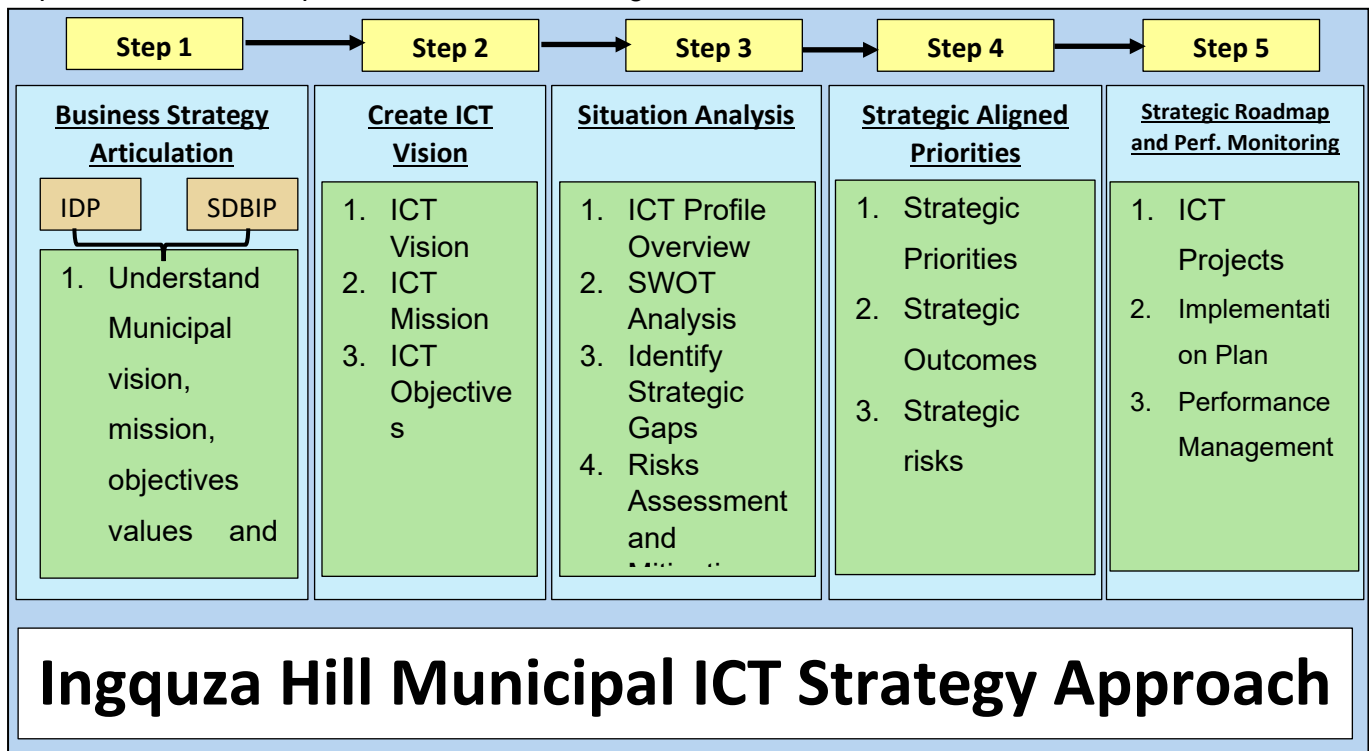 Step 1
Step 2
Step 3
Step 4
Step 5
Business Strategy
Articulation
IDP
SDBIP
1. Understand
Municipal
vision,
mission,
objectives
values and
Create ICT
Vision
1. ICT
Vision
2. ICT
Mission
3. ICT
Objective
s
Situation Analysis
1. ICT Profile
Overview
2. SWOT
Analysis
3. Identify
Strategic
Gaps
4. Risks
Assessment
and
Strategic Aligned
Priorities
1. Strategic
Priorities
2. Strategic
Outcomes
3. Strategic
risks
Strategic Roadmap
and Perf. Monitoring
1. ICT
Projects
2. Implementati
on Plan
3. Performance
Management
Ingquza Hill Municipal ICT Strategy Approach